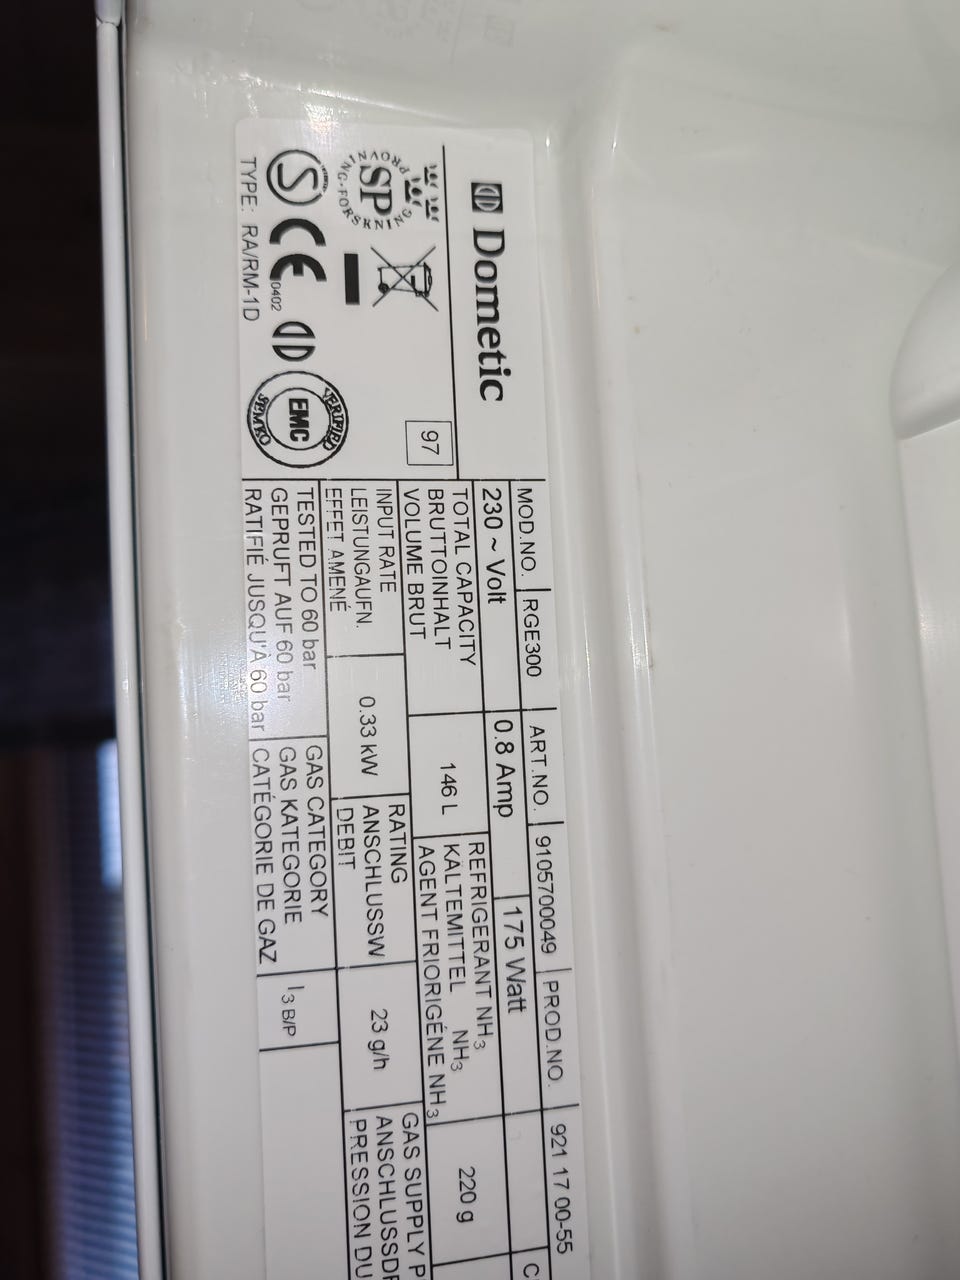 Dometic
PROVNING·FORSKNING
SP
97
0402
EMC
VERIFIED
SEMKO
TYPE: RA/RM-1D
MOD.NO. RGE300 ART.NO. 9105700049 PROD.NO. 921 17 00-55
230 ~ Volt 0.8 Amp 175 Watt
TOTAL CAPACITY
BRUTTOINHALT
VOLUME BRUT
146 L
REFRIGERANT NH3
KÄLTEMITTEL NH3
AGENT FRIORIGÉNE NH3
220 g
INPUT RATE
LEISTUNGAUFN.
EFFET AMENÉ
0.33 kW
RATING
ANSCHLUSSW
DEBIT
23 g/h
GAS SUPPLY P
ANSCHLUSSD
PRESSION DU
TESTED TO 60 bar
GEPRUFT AUF 60 bar
RATIFIÉ JUSQU'À 60 bar
GAS CATEGORY
GAS KATEGORIE
CATÉGORIE DE GAZ
I3 B/P